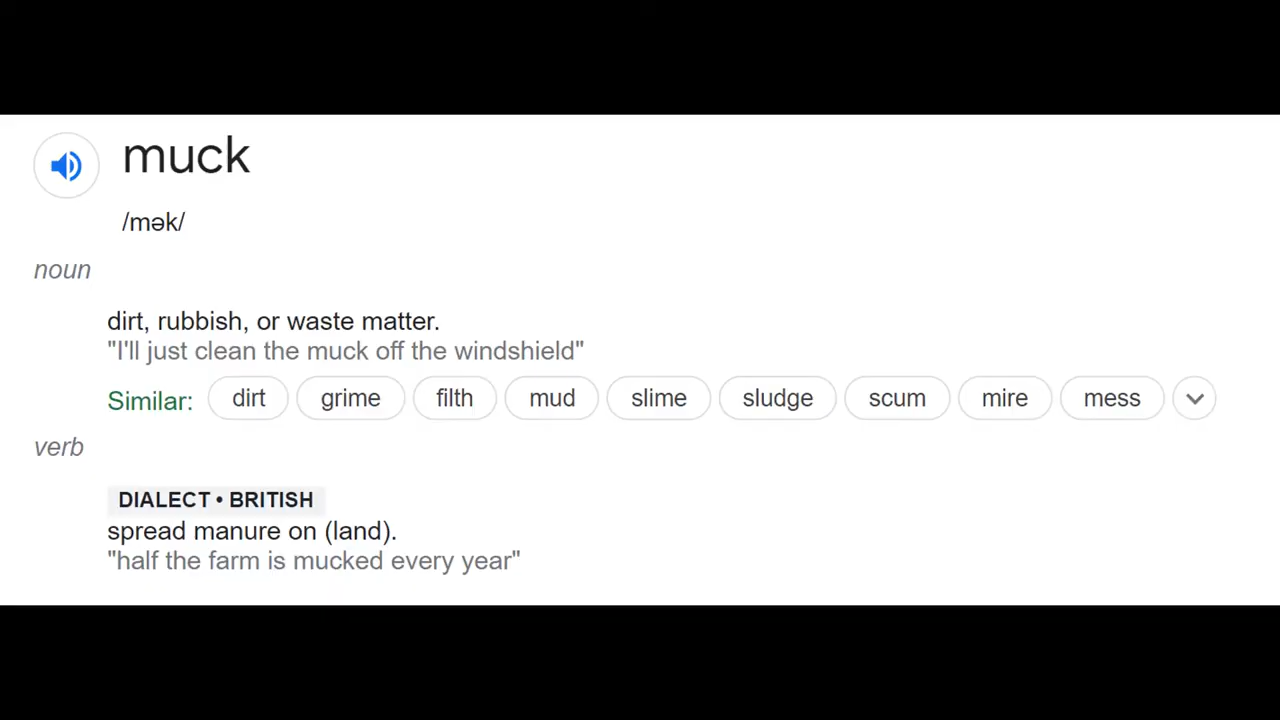 muck
/mək/
noun
dirt, rubbish, or waste matter.
"I'll just clean the muck off the windshield"
Similar: dirt grime filth mud slime sludge scum mire mess
verb
DIALECT • BRITISH
spread manure on (land).
"half the farm is mucked every year"